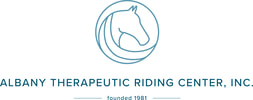 ALBANY THERAPEUTIC RIDING CENTER, INC.
founded 1981